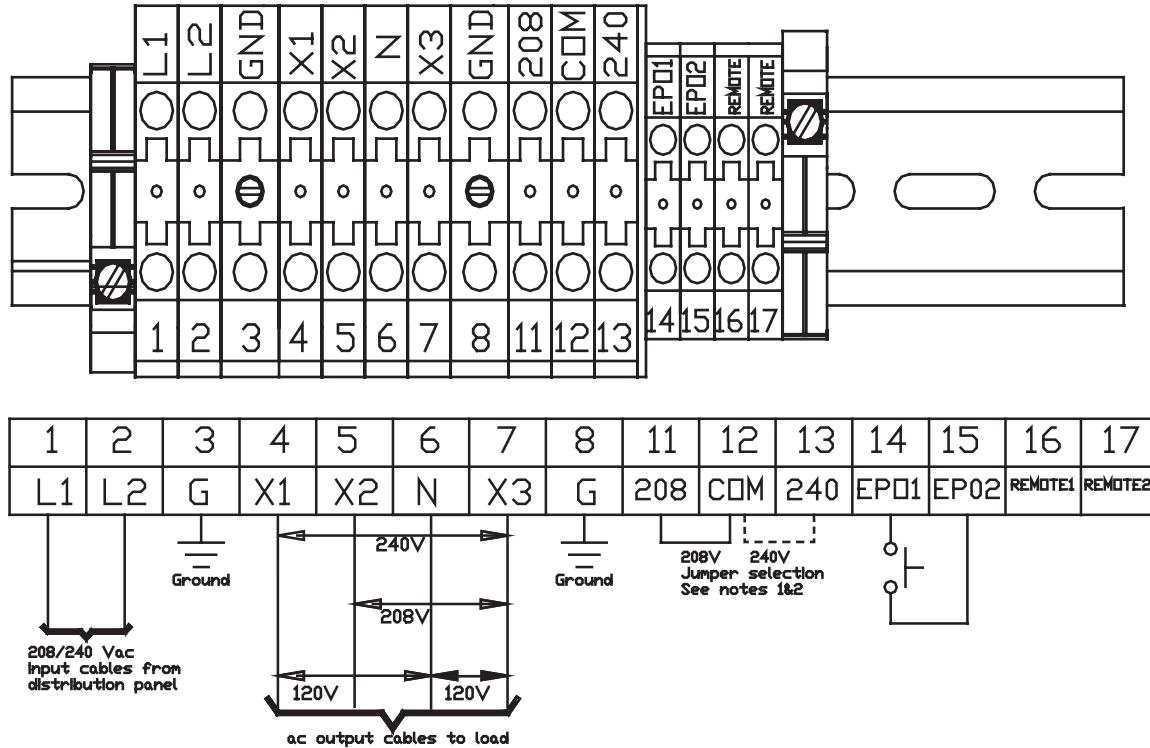 L1 L2 GND X1 X2 N X3 GND 208 COM 240 EPO1 EPO2 REMOTE REMOTE
1 2 3 4 5 6 7 8 11 12 13 14 15 16 17
1 2 3 4 5 6 7 8 11 12 13 14 15 16 17
L1 L2 G X1 X2 N X3 G 208 COM 240 EPO1 EPO2 REMOTE1 REMOTE2
240V
Ground
Ground
208V 240V
Jumper selection
See notes 1&2
208V
208/240 Vac
Input cables from
distribution panel
120V 120V
ac output cables to load